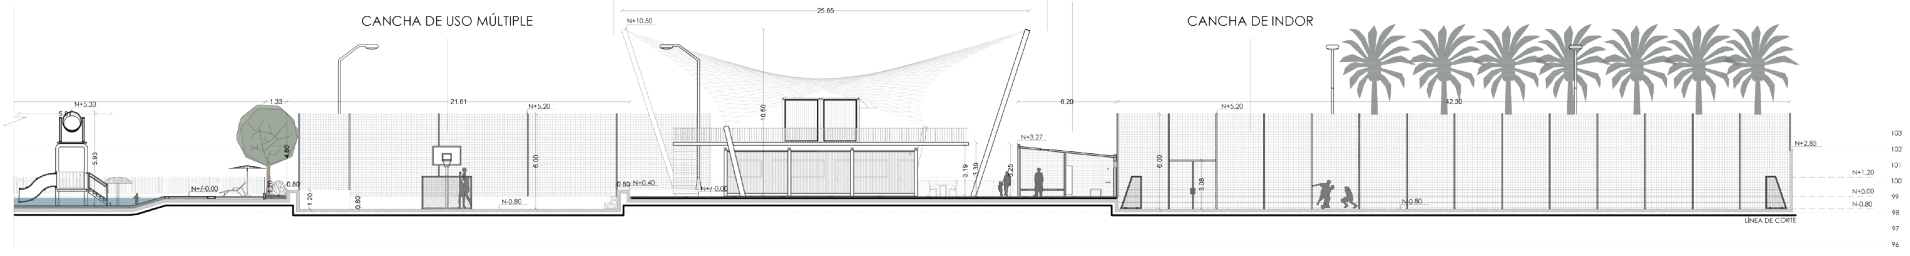 25.65
CANCHA DE USO MÚLTIPLE
CANCHA DE INDOR
N+10.50
1.33
21.61
6.20
42.30
N+5.33
N+5.20
N+5.20
10.50
5.93
4.80
6.00
3.19
3.25
N+3.27
6.00
3.08
N+2.85
103
102
101
100
99
98
97
96
N+/-0.00
0.80
1.20
0.80
N-0.80
0.80
N+0.40
N+/-0.00
N-0.80
N+1.20
N+0.00
N-0.80
LÍNEA DE CORTE